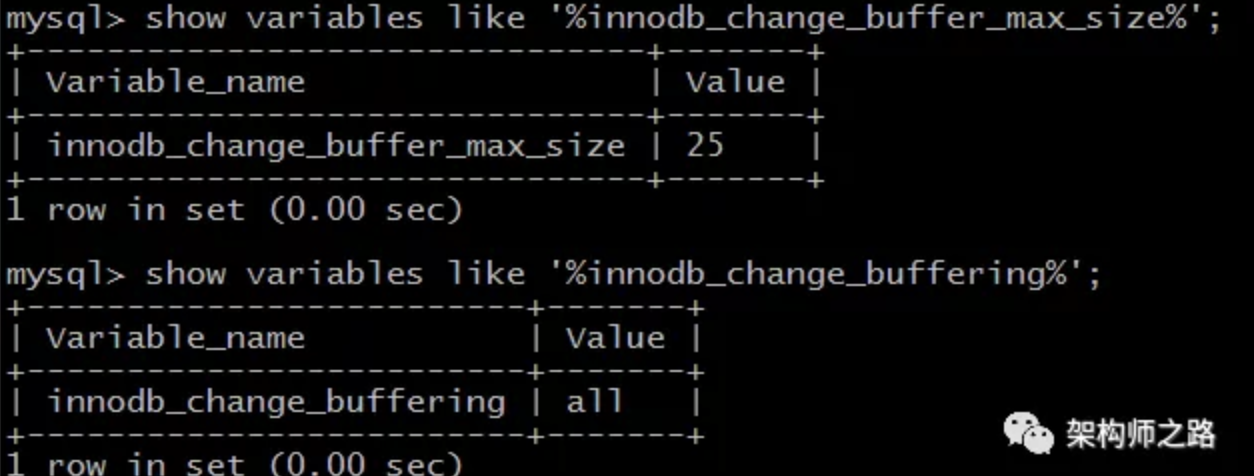 mysql> show variables like '%innodb_change_buffer_max_size%';
+-------------------------------+-------+
| Variable_name                 | Value |
+-------------------------------+-------+
| innodb_change_buffer_max_size | 25    |
+-------------------------------+-------+
1 row in set (0.00 sec)
mysql> show variables like '%innodb_change_buffering%';
+-------------------------+-------+
| Variable_name           | Value |
+-------------------------+-------+
| innodb_change_buffering | all   |
+-------------------------+-------+
1 row in set (0.00 sec)
架构师之路